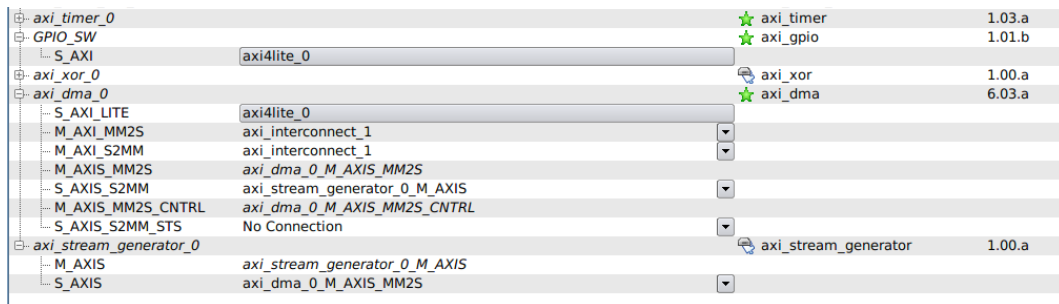 axi_timer_0 axi_timer 1.03.a
GPIO_SW axi_gpio 1.01.b
S_AXI axi4lite_0
axi_xor_0 axi_xor 1.00.a
axi_dma_0 axi_dma 6.03.a
S_AXI_LITE axi4lite_0
M_AXI_MM2S axi_interconnect_1
M_AXI_S2MM axi_interconnect_1
M_AXIS_MM2S axi_dma_0_M_AXIS_MM2S
S_AXIS_S2MM axi_stream_generator_0_M_AXIS
M_AXIS_MM2S_CNTRL axi_dma_0_M_AXIS_MM2S_CNTRL
S_AXIS_S2MM_STS No Connection
axi_stream_generator_0 axi_stream_generator 1.00.a
M_AXIS axi_stream_generator_0_M_AXIS
S_AXIS axi_dma_0_M_AXIS_MM2S